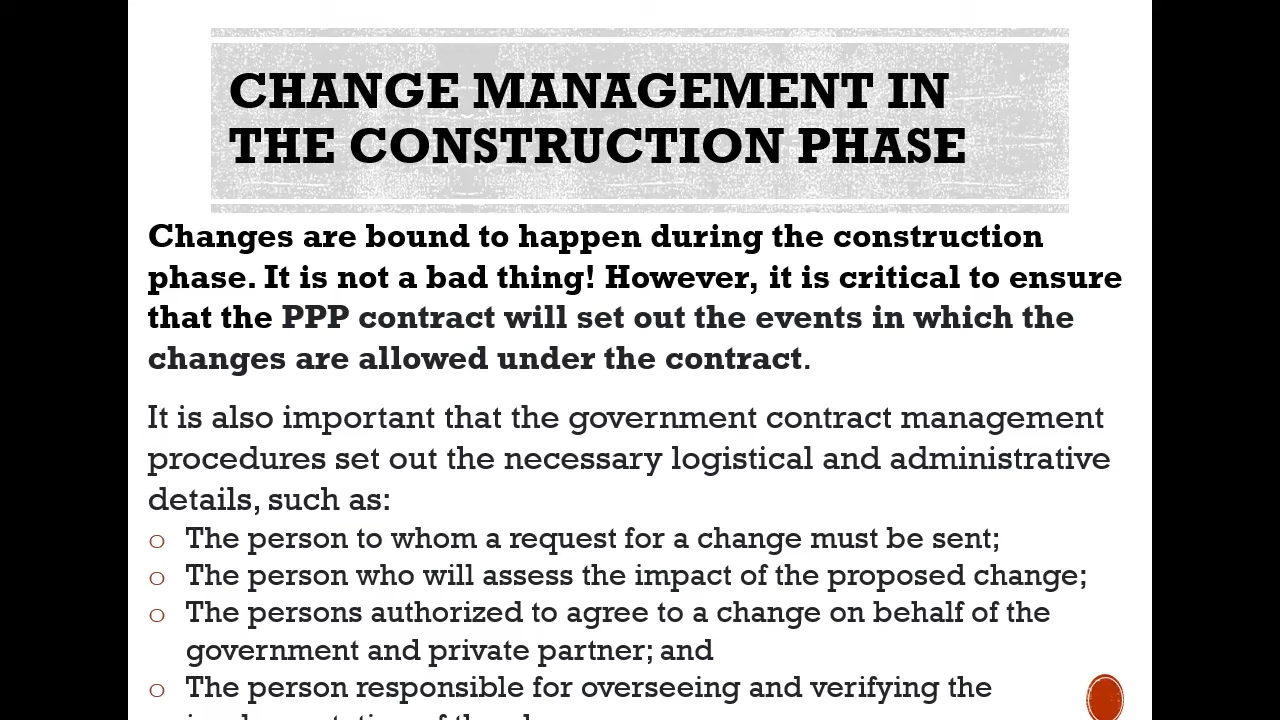 CHANGE MANAGEMENT IN
THE CONSTRUCTION PHASE
Changes are bound to happen during the construction
phase. It is not a bad thing! However, it is critical to ensure
that the PPP contract will set out the events in which the
changes are allowed under the contract.
It is also important that the government contract management
procedures set out the necessary logistical and administrative
details, such as:
o The person to whom a request for a change must be sent;
o The person who will assess the impact of the proposed change;
o The persons authorized to agree to a change on behalf of the
government and private partner; and
o The person responsible for overseeing and verifying the